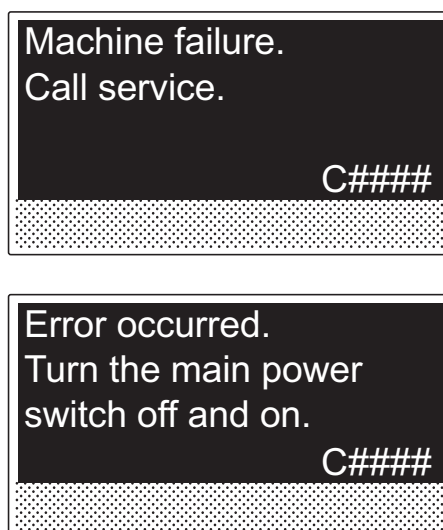 Machine failure.
Call service.
C####
Error occurred.
Turn the main power
switch off and on.
C####